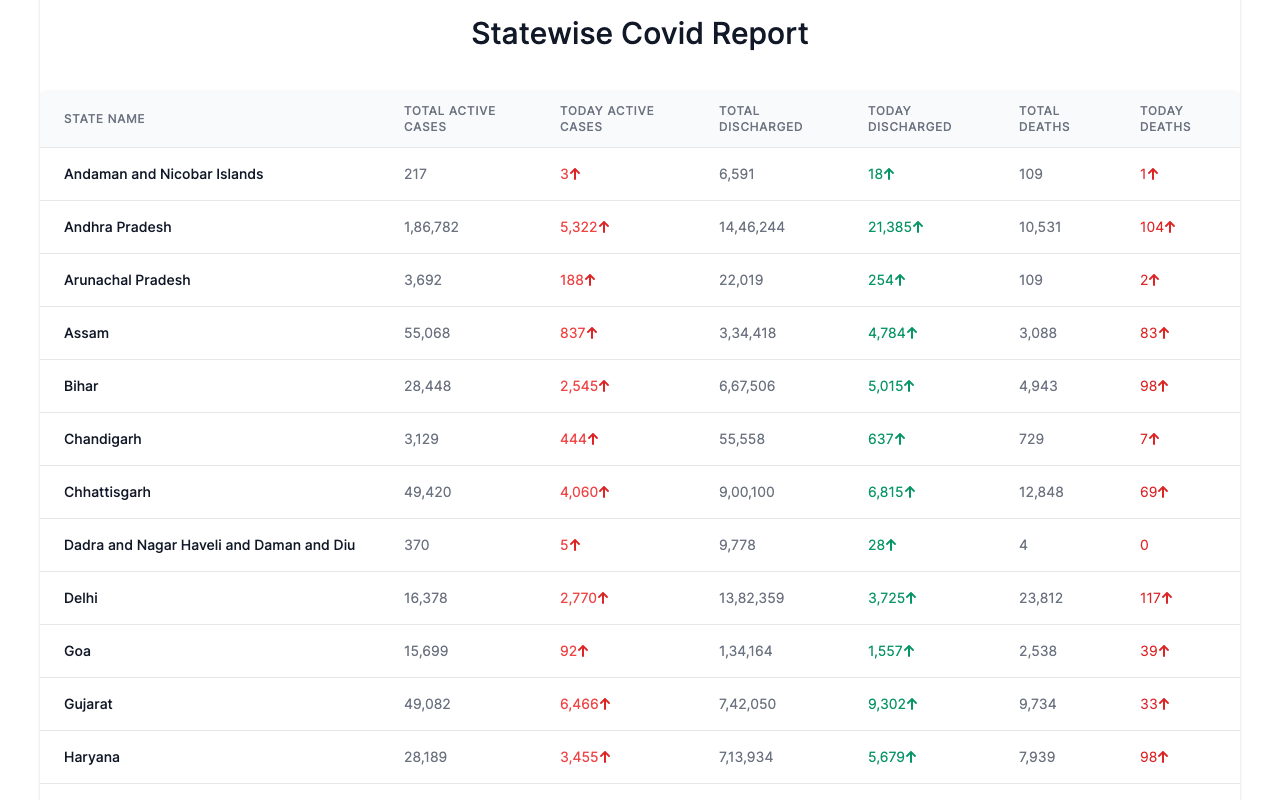 Statewise Covid Report
STATE NAME TOTAL ACTIVE CASES TODAY ACTIVE CASES TOTAL DISCHARGED TODAY DISCHARGED TOTAL DEATHS TODAY DEATHS
Andaman and Nicobar Islands 217 3↑ 6,591 18↑ 109 1↑
Andhra Pradesh 1,86,782 5,322↑ 14,46,244 21,385↑ 10,531 104↑
Arunachal Pradesh 3,692 188↑ 22,019 254↑ 109 2↑
Assam 55,068 837↑ 3,34,418 4,784↑ 3,088 83↑
Bihar 28,448 2,545↑ 6,67,506 5,015↑ 4,943 98↑
Chandigarh 3,129 444↑ 55,558 637↑ 729 7↑
Chhattisgarh 49,420 4,060↑ 9,00,100 6,815↑ 12,848 69↑
Dadra and Nagar Haveli and Daman and Diu 370 5↑ 9,778 28↑ 4 0
Delhi 16,378 2,770↑ 13,82,359 3,725↑ 23,812 117↑
Goa 15,699 92↑ 1,34,164 1,557↑ 2,538 39↑
Gujarat 49,082 6,466↑ 7,42,050 9,302↑ 9,734 33↑
Haryana 28,189 3,455↑ 7,13,934 5,679↑ 7,939 98↑